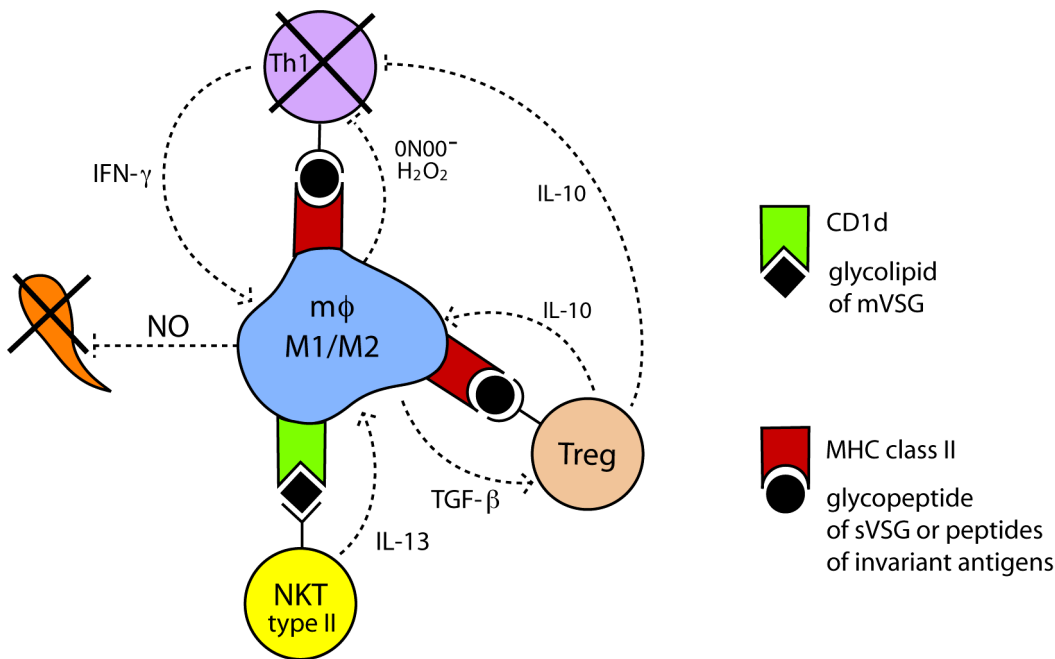 Th1
0N00⁻
H₂O₂
IFN-γ
IL-10
CD1d
glycolipid
of mVSG
IL-10
mϕ
M1/M2
NO
MHC class II
Treg
TGF-β
glycopeptide
of sVSG or peptides
of invariant antigens
IL-13
NKT
type II